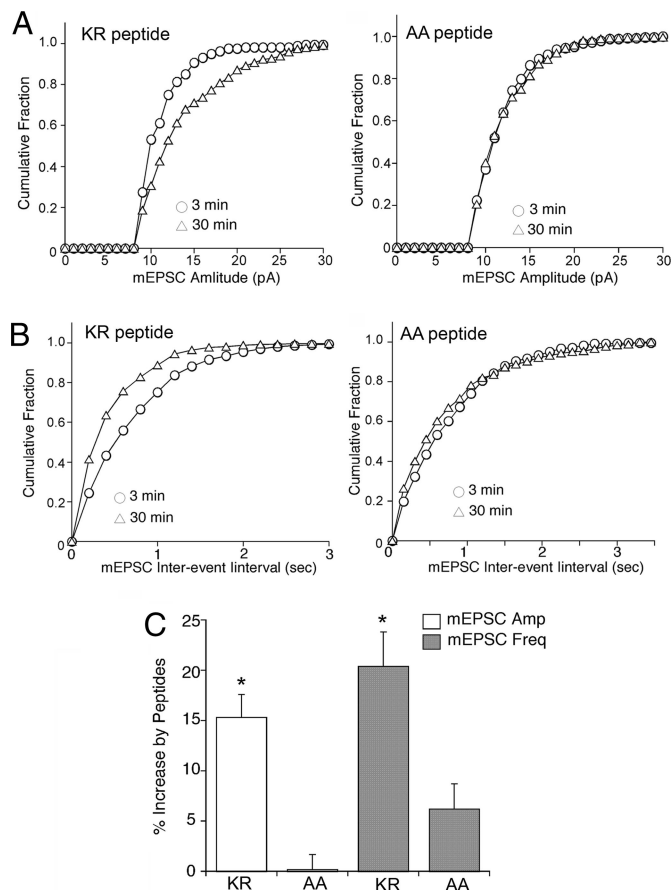 A
KR peptide
AA peptide
Cumulative Fraction
1.0
0.8
0.6
0.4
0.2
0
5
10
15
20
25
30
mEPSC Amlitude (pA)
3 min
30 min
Cumulative Fraction
1.0
0.8
0.6
0.4
0.2
0
5
10
15
20
25
30
mEPSC Amplitude (pA)
3 min
30 min
B
KR peptide
AA peptide
Cumulative Fraction
1.0
0.8
0.6
0.4
0.2
0
0
1
2
3
mEPSC Inter-event Iinterval (sec)
3 min
30 min
Cumulative Fraction
1.0
0.8
0.6
0.4
0.2
0
0
1
2
3
mEPSC Inter-event Iinterval (sec)
3 min
30 min
C
mEPSC Amp
mEPSC Freq
% Increase by Peptides
25
20
15
10
5
0
*
*
KR
AA
KR
AA